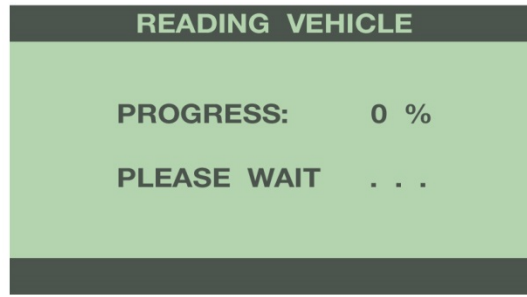 READING VEHICLE
PROGRESS: 0 %
PLEASE WAIT . . .